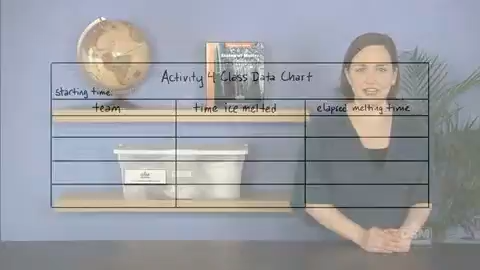 Activity 4 Class Data Chart
starting time:
team
time ice melted
elapsed melting time